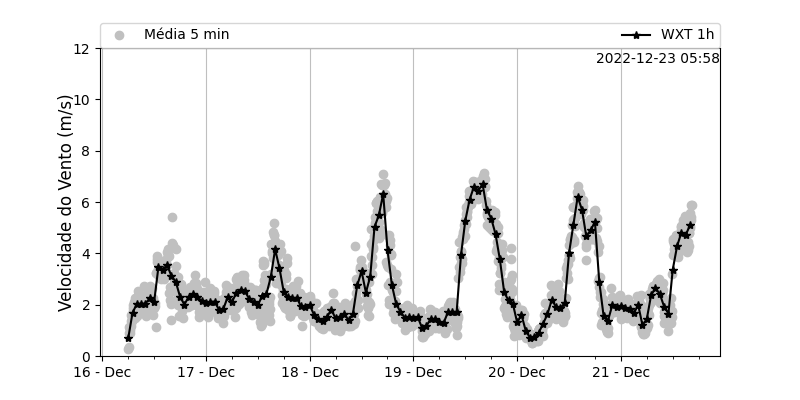 Média 5 min
WXT 1h
2022-12-23 05:58
Velocidade do Vento (m/s)
12
10
8
6
4
2
0
16 - Dec
17 - Dec
18 - Dec
19 - Dec
20 - Dec
21 - Dec